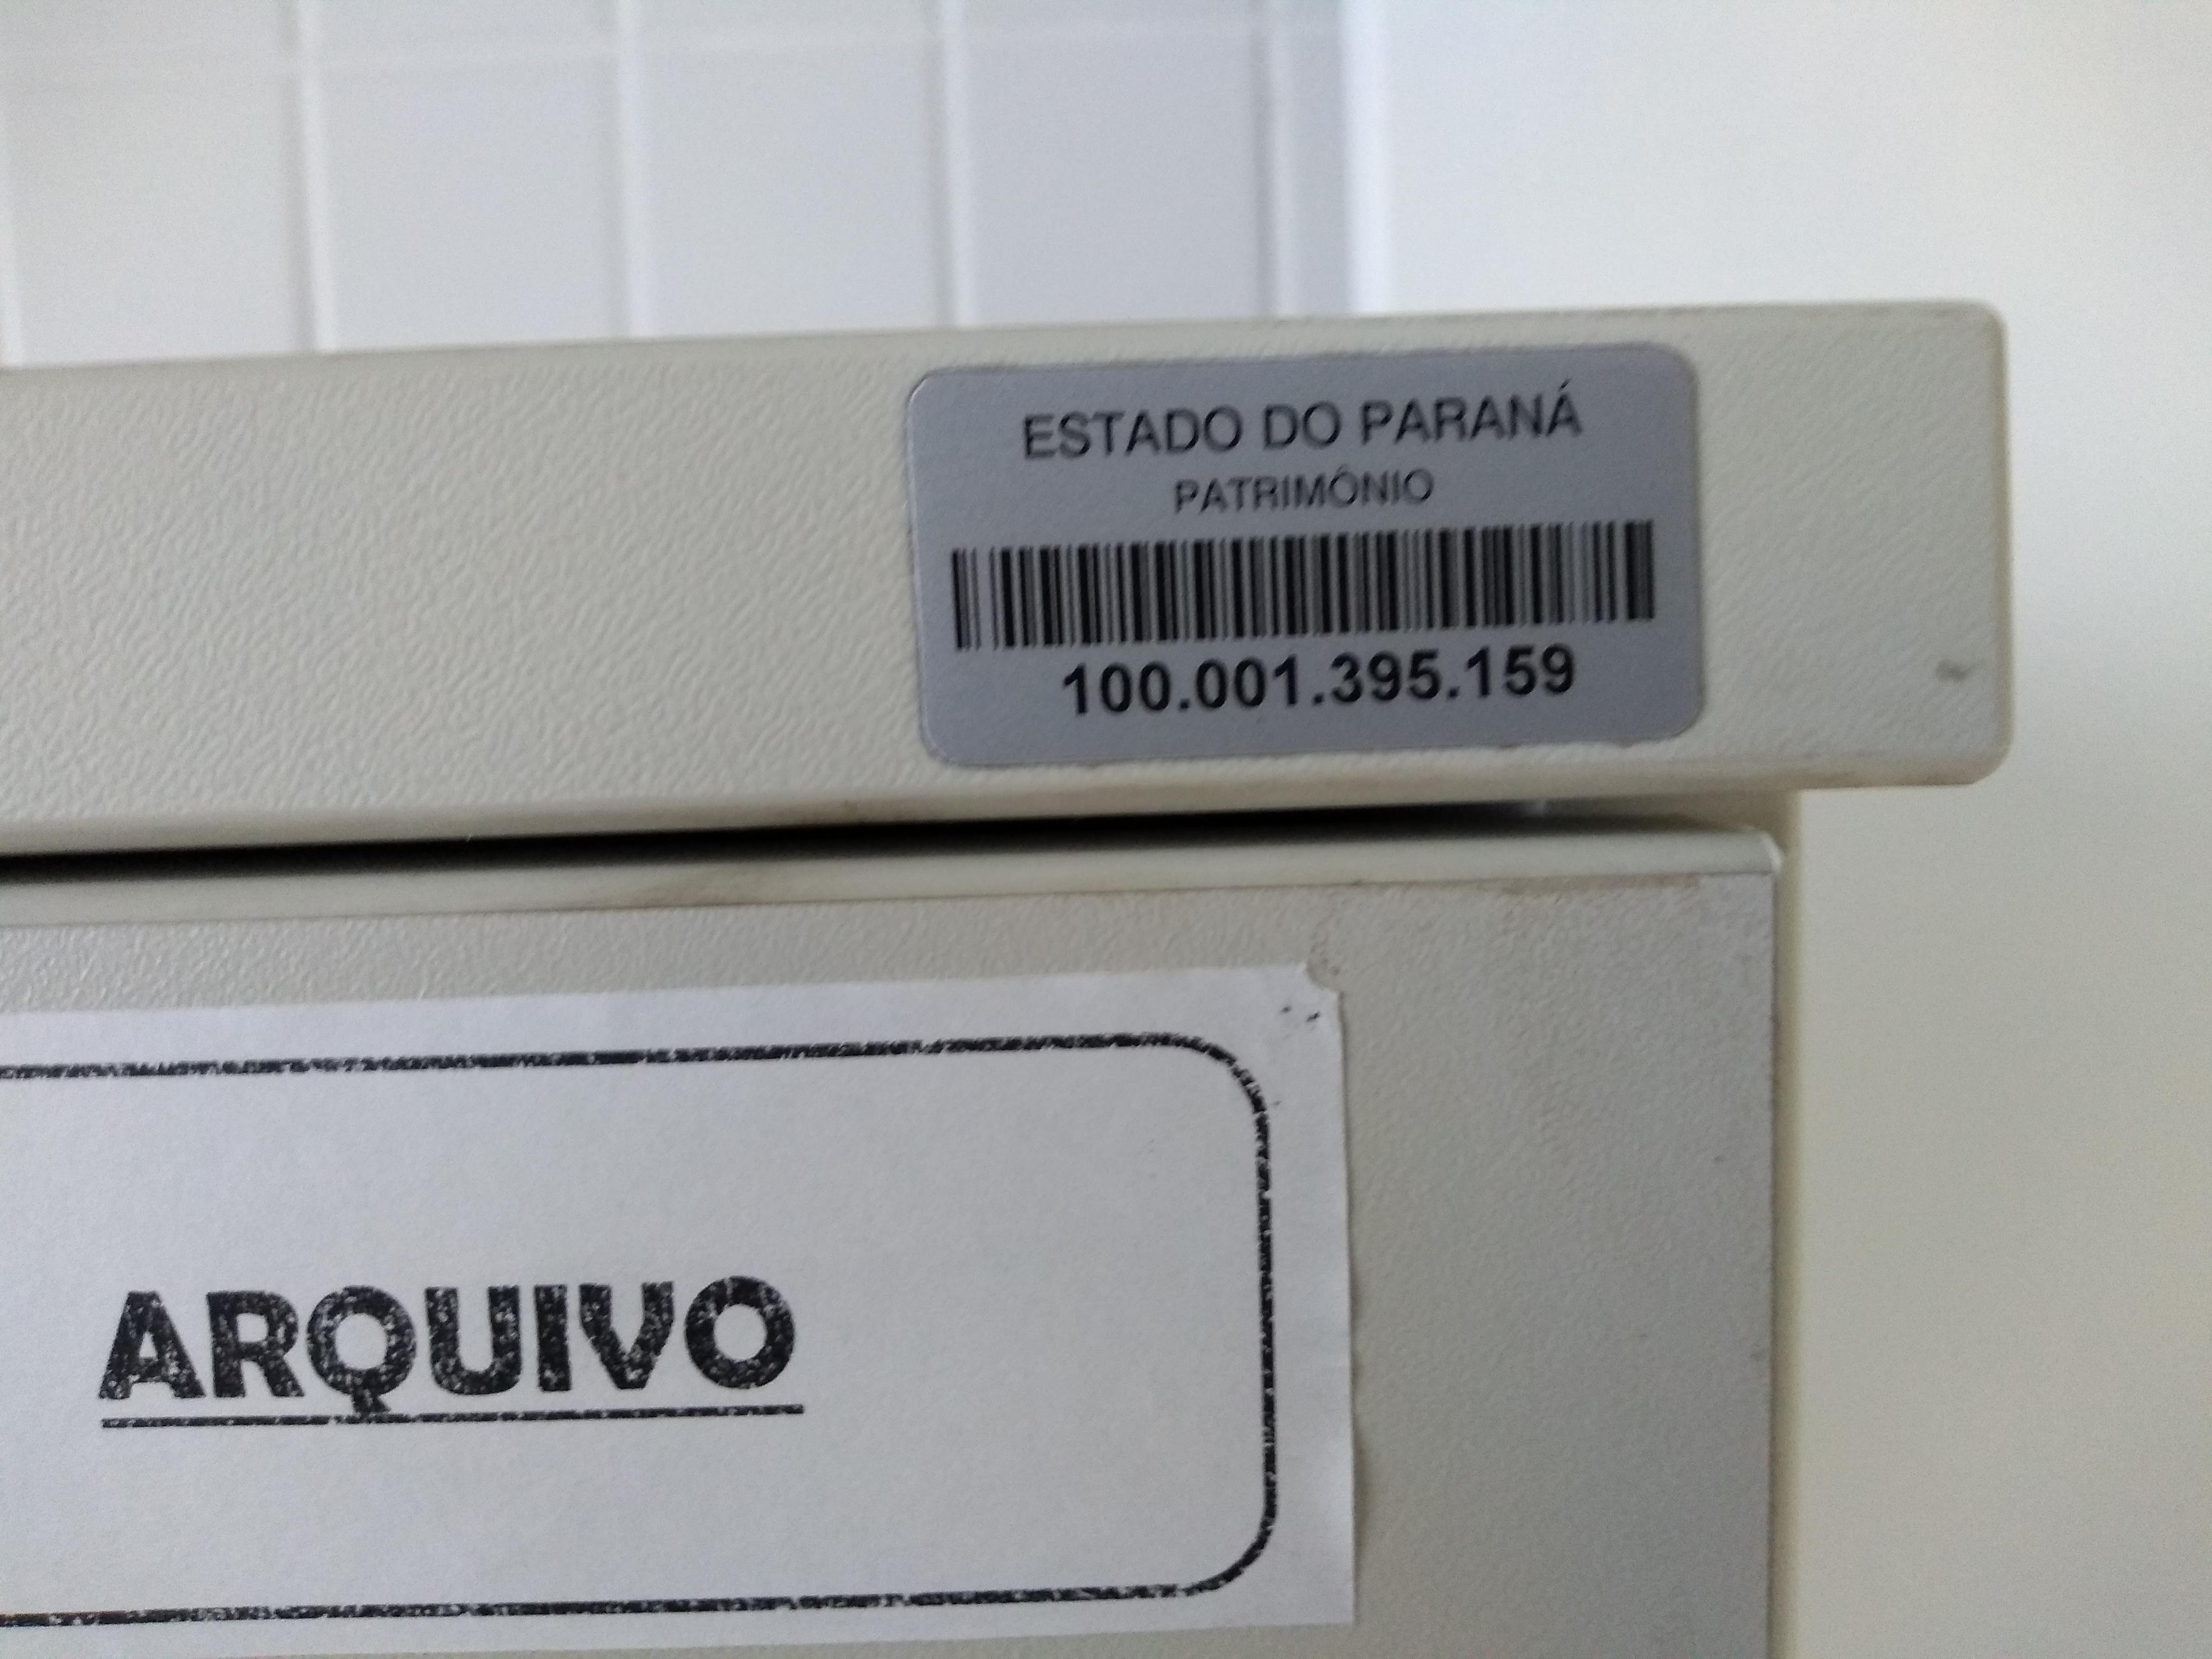 ESTADO DO PARANÁ
PATRIMÔNIO
100.001.395.159
ARQUIVO